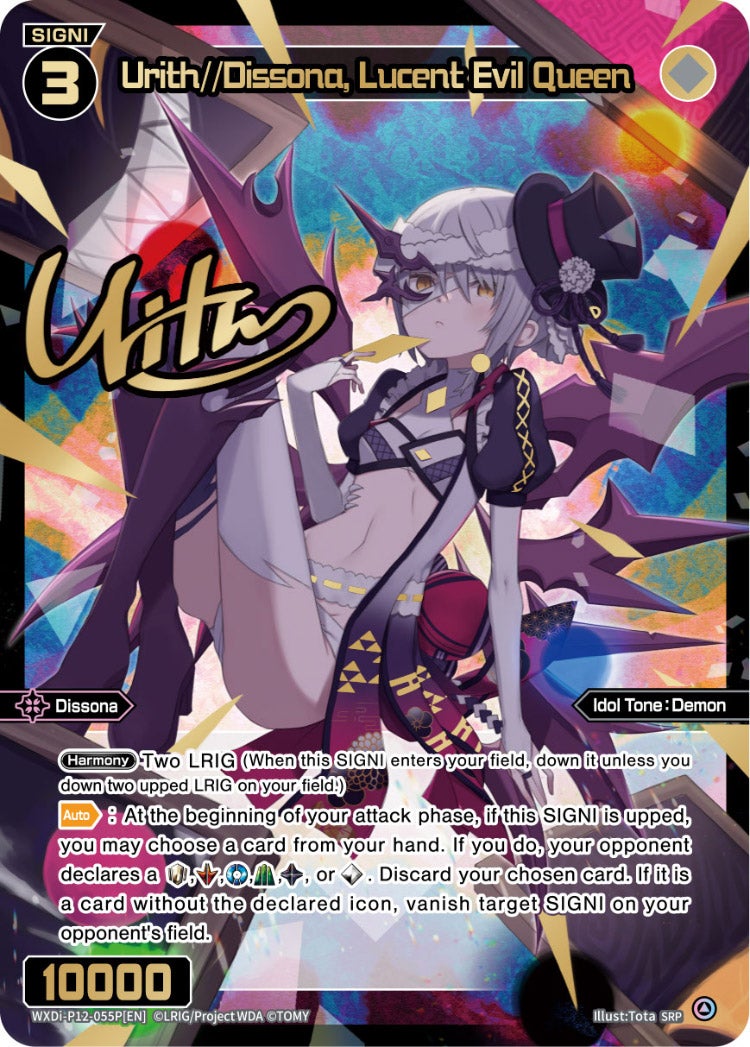 SIGNI
3
Urith//Dissona, Lucent Evil Queen
Urith
Dissona
Idol Tone:Demon
Harmony Two LRIG (When this SIGNI enters your field, down it unless you
down two upped LRIG on your field.)
Auto : At the beginning of your attack phase, if this SIGNI is upped,
you may choose a card from your hand. If you do, your opponent
declares a , , , , , or . Discard your chosen card. If it is
a card without the declared icon, vanish target SIGNI on your
opponent's field.
10000
WXDi-P12-055P[EN] ©LRIG/Project WDA ©TOMY
Illust:Tota SRP